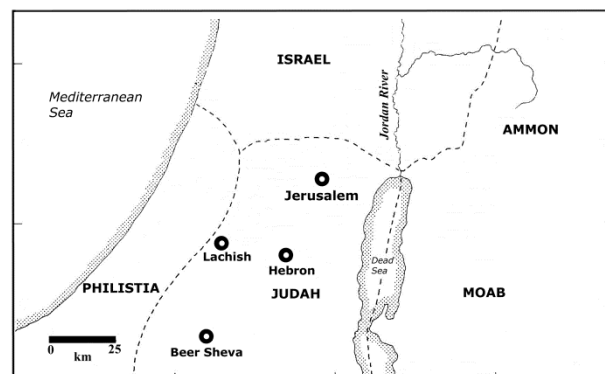 ISRAEL
Mediterranean
Sea
Jordan River
AMMON
Jerusalem
Lachish
Hebron
Dead
Sea
PHILISTIA
JUDAH
MOAB
0
25
km
Beer Sheva